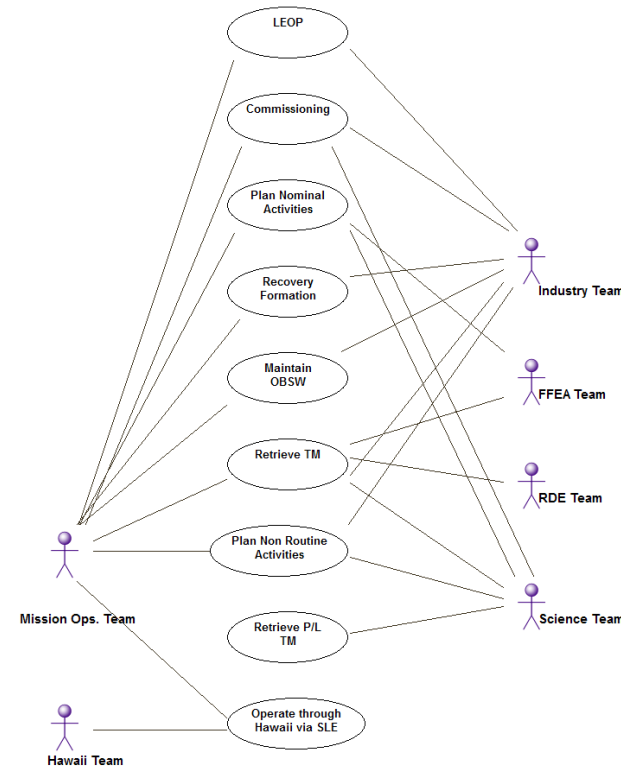 LEOP
Commissioning
Plan Nominal
Activities
Recovery
Formation
Industry Team
Maintain
OBSW
FFEA Team
Retrieve TM
RDE Team
Plan Non Routine
Activities
Mission Ops. Team
Science Team
Retrieve P/L
TM
Operate through
Hawaii via SLE
Hawaii Team